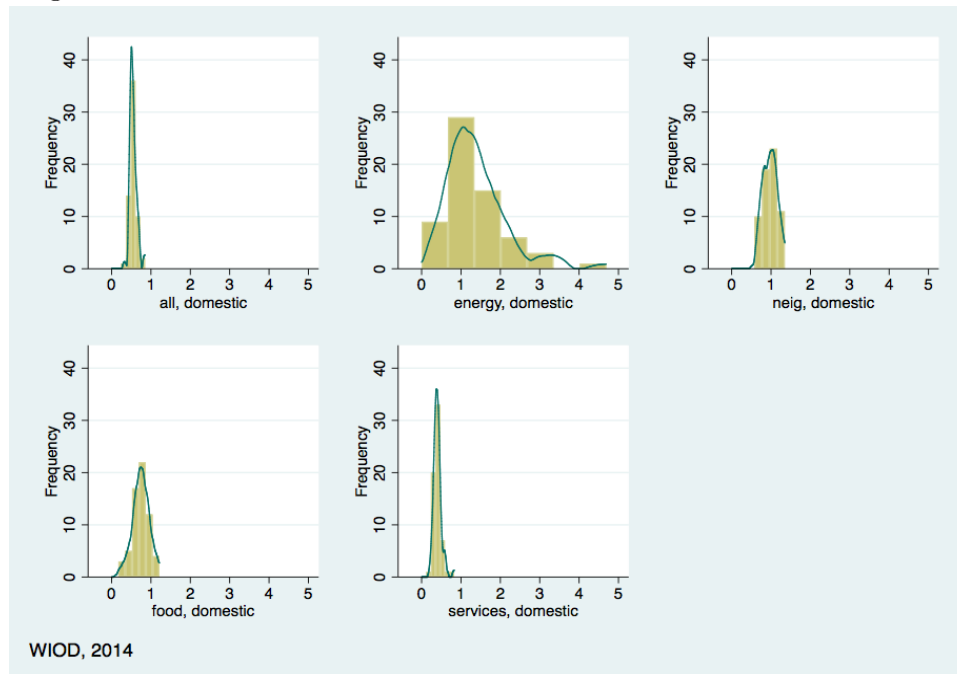 Frequency
0 10 20 30 40
0 1 2 3 4 5
all, domestic
Frequency
0 10 20 30 40
0 1 2 3 4 5
energy, domestic
Frequency
0 10 20 30 40
0 1 2 3 4 5
neig, domestic
Frequency
0 10 20 30 40
0 1 2 3 4 5
food, domestic
Frequency
0 10 20 30 40
0 1 2 3 4 5
services, domestic
WIOD, 2014